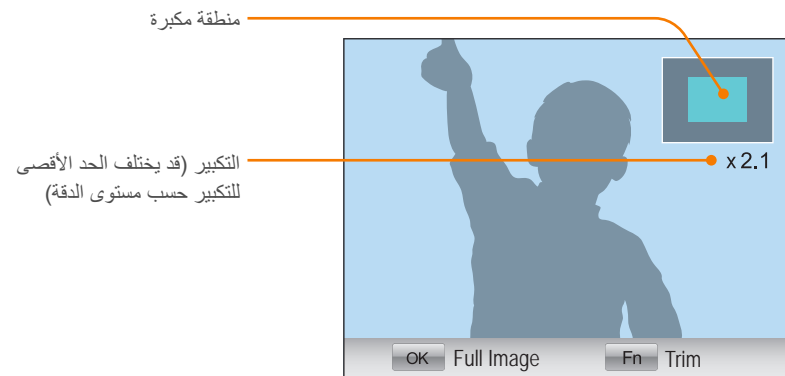 منطقة مكبرة
التكبير (قد يختلف الحد الأقصى
للتكبير حسب مستوى الدقة)
x 2.1
OK Full Image Fn Trim